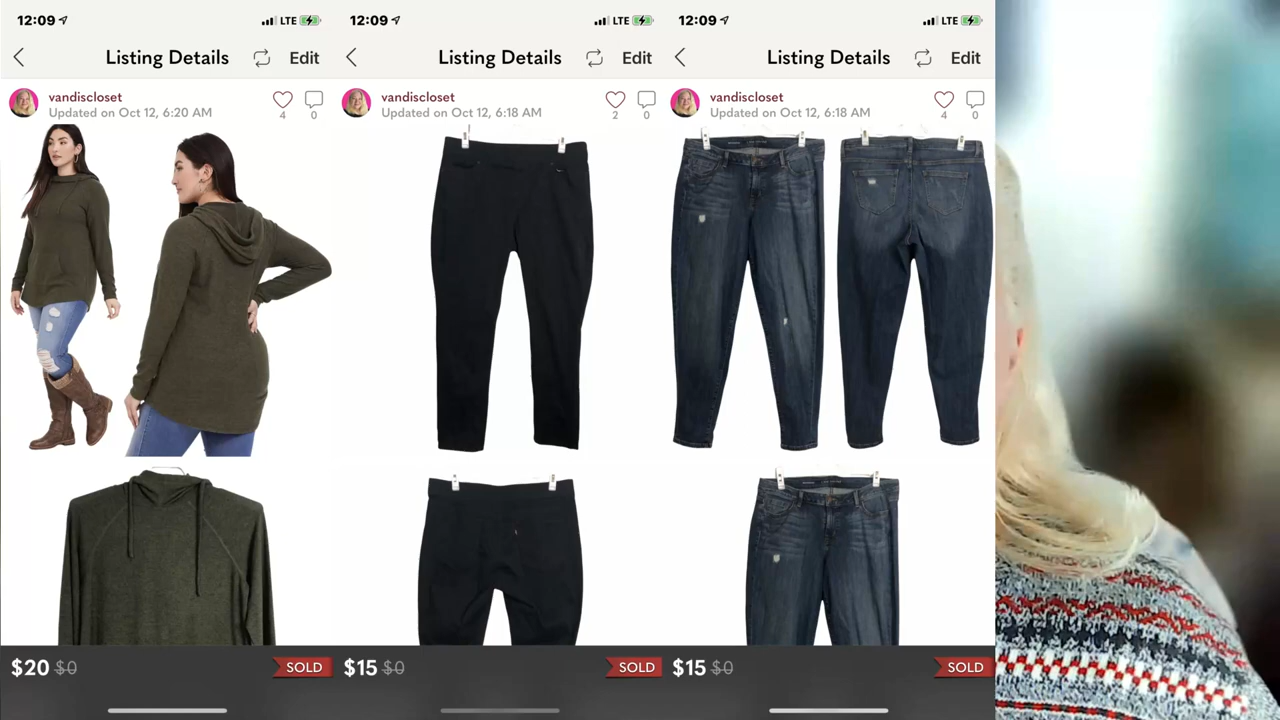 12:09
LTE
Listing Details
Edit
vandiscloset
Updated on Oct 12, 6:20 AM
4
0
$20 $0
SOLD
12:09
LTE
Listing Details
Edit
vandiscloset
Updated on Oct 12, 6:18 AM
2
0
$15 $0
SOLD
12:09
LTE
Listing Details
Edit
vandiscloset
Updated on Oct 12, 6:18 AM
4
0
$15 $0
SOLD